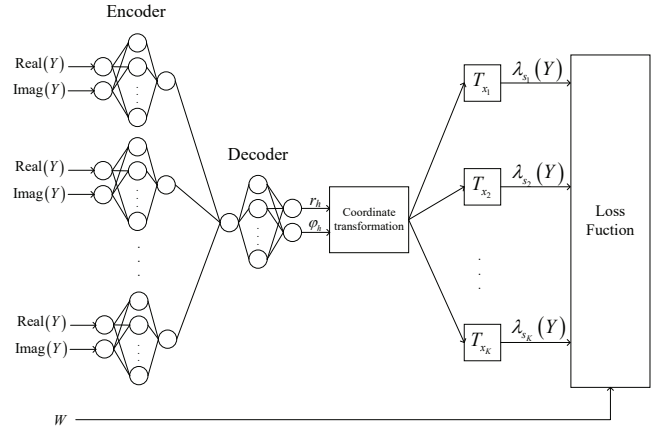 Encoder
Real(Y)
Imag(Y)
Real(Y)
Imag(Y)
Real(Y)
Imag(Y)
Decoder
r_h
φ_h
Coordinate
transformation
T_{x_1}
λ_{s_1}(Y)
T_{x_2}
λ_{s_2}(Y)
T_{x_K}
λ_{s_K}(Y)
Loss
Fuction
W